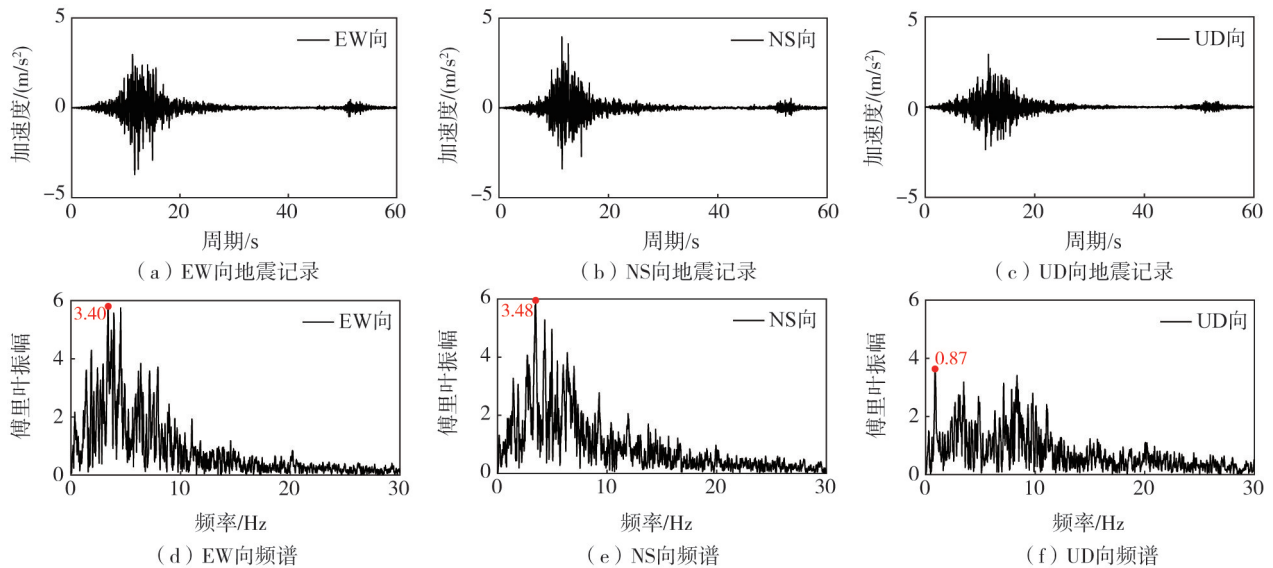 5
EW向
加速度/(m/s²)
0
−5
0
20
40
60
周期/s
（a）EW向地震记录
5
NS向
加速度/(m/s²)
0
−5
0
20
40
60
周期/s
（b）NS向地震记录
5
UD向
加速度/(m/s²)
0
−5
0
20
40
60
周期/s
（c）UD向地震记录
6
3.40
EW向
傅里叶振幅
4
2
0
0
10
20
30
频率/Hz
（d）EW向频谱
6
3.48
NS向
傅里叶振幅
4
2
0
0
10
20
30
频率/Hz
（e）NS向频谱
6
UD向
0.87
傅里叶振幅
4
2
0
0
10
20
30
频率/Hz
（f）UD向频谱